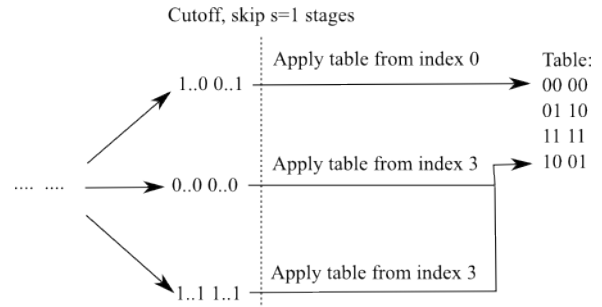 Cutoff, skip s=1 stages
Apply table from index 0
Table:
1..0 0..1
00 00
01 10
11 11
10 01
Apply table from index 3
.... ....
0..0 0..0
Apply table from index 3
1..1 1..1